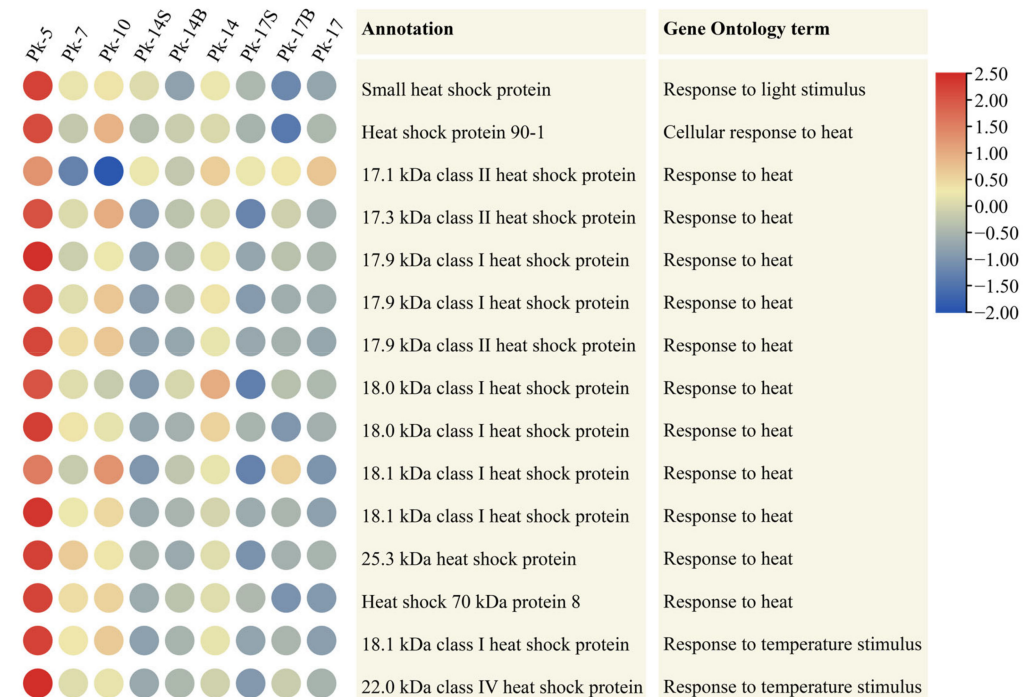 Pk-5 Pk-7 Pk-10 Pk-14S Pk-14B Pk-14 Pk-17S Pk-17B Pk-17
Annotation Gene Ontology term
Small heat shock protein Response to light stimulus
Heat shock protein 90-1 Cellular response to heat
17.1 kDa class II heat shock protein Response to heat
17.3 kDa class II heat shock protein Response to heat
17.9 kDa class I heat shock protein Response to heat
17.9 kDa class I heat shock protein Response to heat
17.9 kDa class II heat shock protein Response to heat
18.0 kDa class I heat shock protein Response to heat
18.0 kDa class I heat shock protein Response to heat
18.1 kDa class I heat shock protein Response to heat
18.1 kDa class I heat shock protein Response to heat
25.3 kDa heat shock protein Response to heat
Heat shock 70 kDa protein 8 Response to heat
18.1 kDa class I heat shock protein Response to temperature stimulus
22.0 kDa class IV heat shock protein Response to temperature stimulus
2.50
2.00
1.50
1.00
0.50
0.00
−0.50
−1.00
−1.50
−2.00